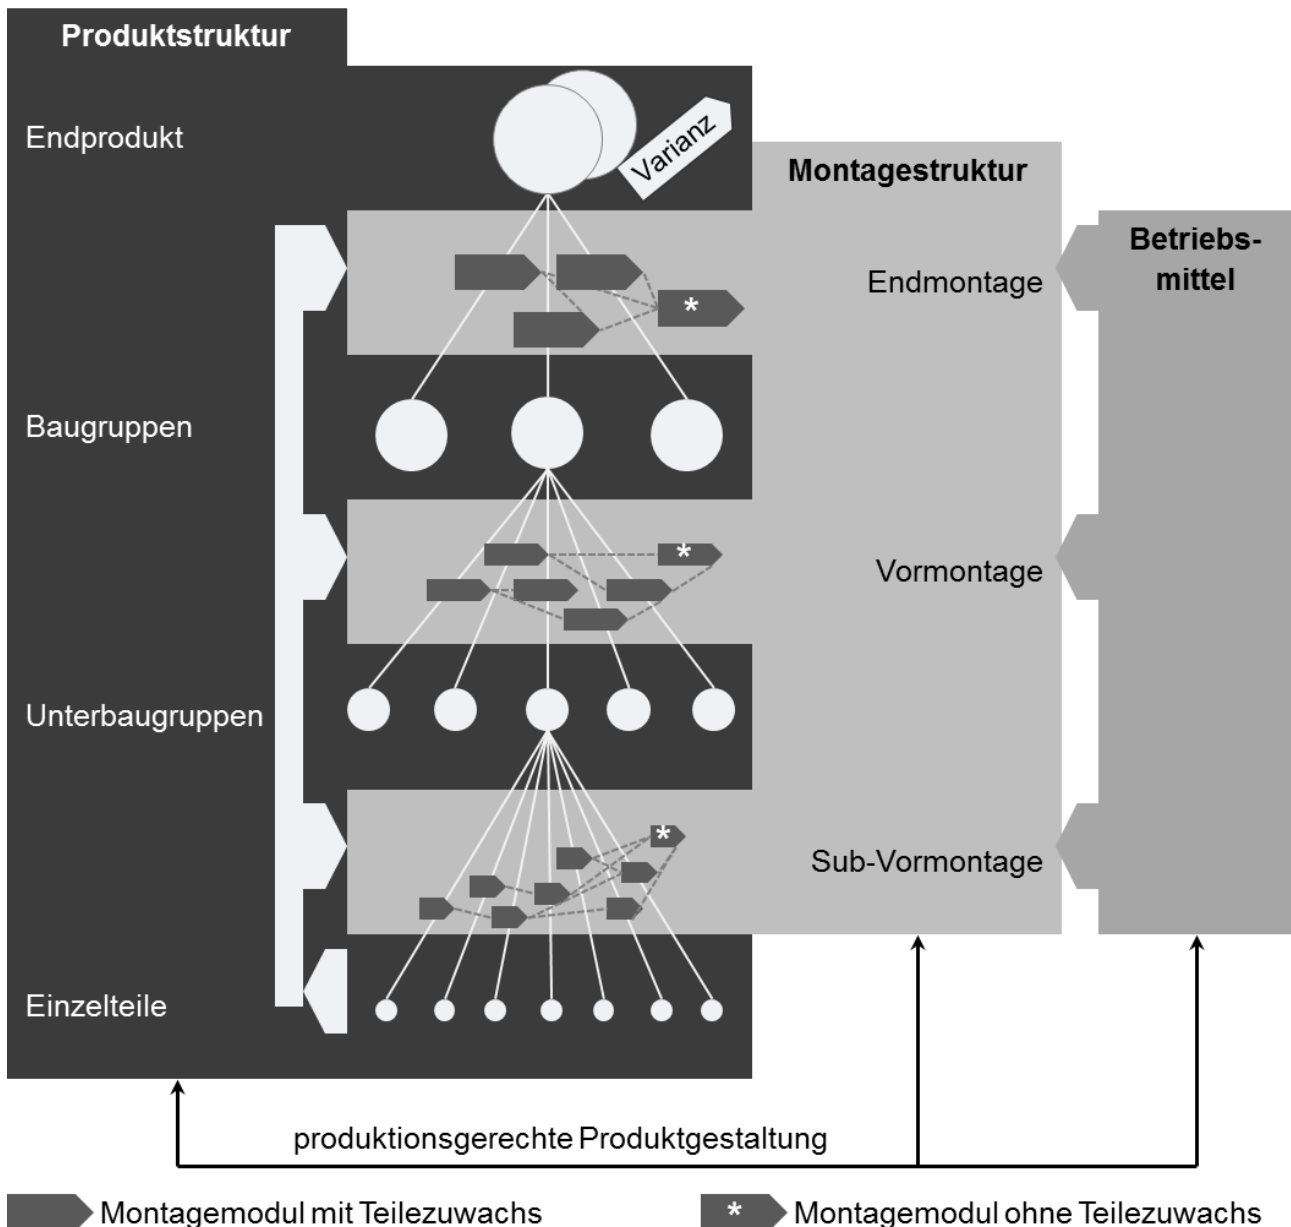 Produktstruktur
Endprodukt
Varianz
Montagestruktur
Betriebs-
mittel
Endmontage
Baugruppen
*
Vormontage
*
Unterbaugruppen
Sub-Vormontage
*
Einzelteile
produktionsgerechte Produktgestaltung
Montagemodul mit Teilezuwachs
* Montagemodul ohne Teilezuwachs